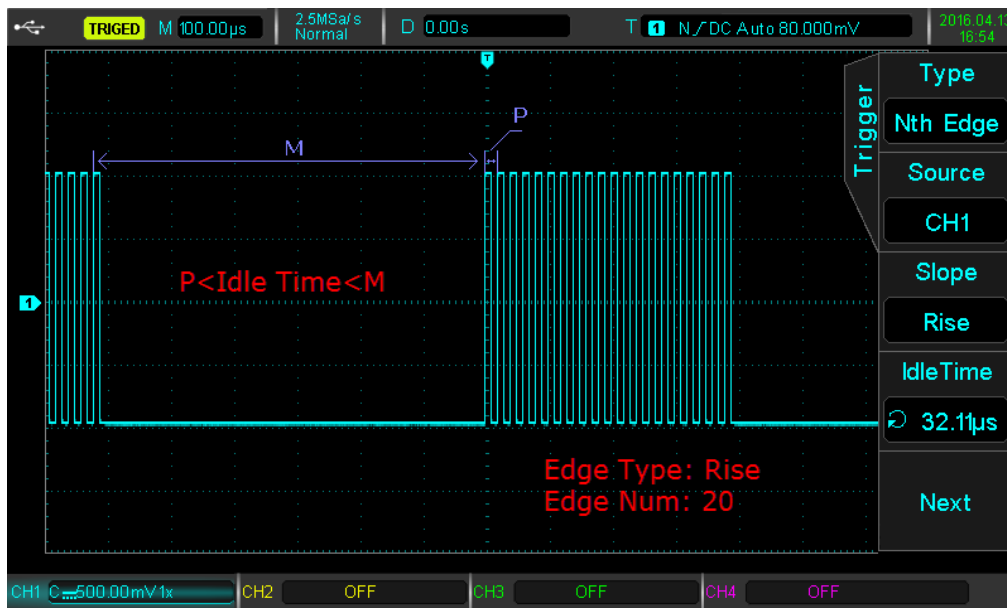 TRIGED M 100.00µs 2.5MSa/s Normal D 0.00s T 1 N DC Auto 80.000mV 2016.04.13 16:54
T
Trigger
Type
Nth Edge
Source
CH1
Slope
Rise
IdleTime
32.11µs
Next
P
M
P<Idle Time<M
1
Edge Type: Rise
Edge Num: 20
CH1 500.00mV 1x CH2 OFF CH3 OFF CH4 OFF